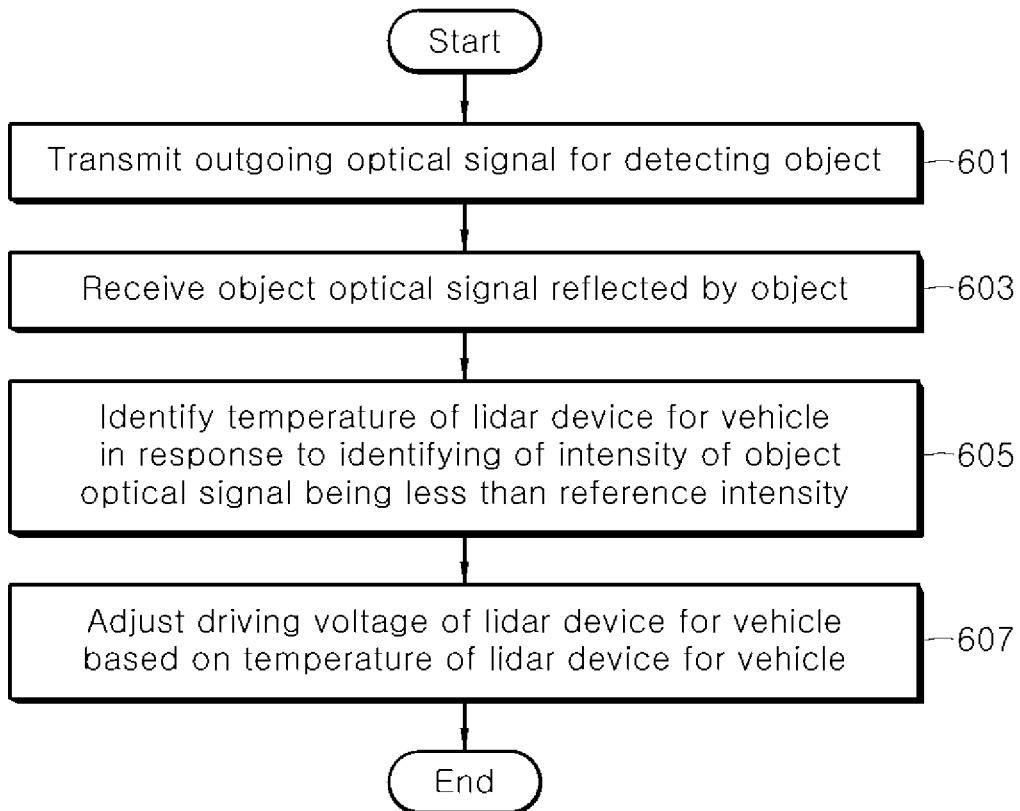 Start
Transmit outgoing optical signal for detecting object
601
Receive object optical signal reflected by object
603
Identify temperature of lidar device for vehicle
in response to identifying of intensity of object
optical signal being less than reference intensity
605
Adjust driving voltage of lidar device for vehicle
based on temperature of lidar device for vehicle
607
End